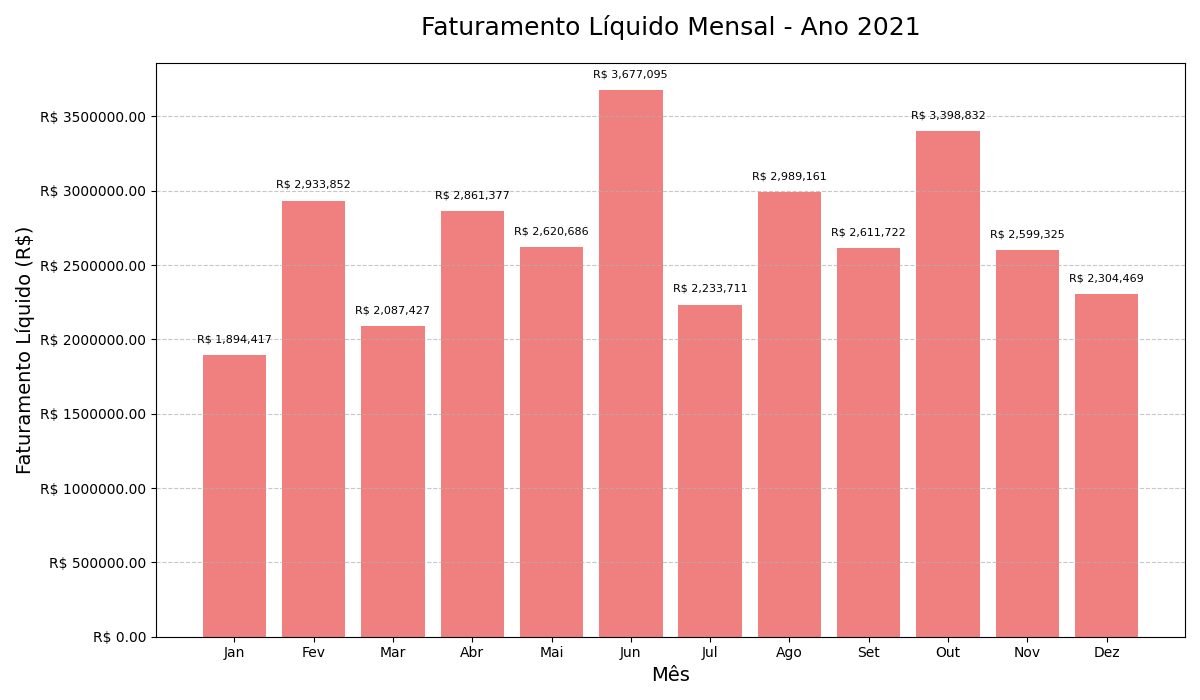 Faturamento Líquido Mensal - Ano 2021
Faturamento Líquido (R$)
R$ 3500000.00
R$ 3000000.00
R$ 2500000.00
R$ 2000000.00
R$ 1500000.00
R$ 1000000.00
R$ 500000.00
R$ 0.00
R$ 1,894,417
R$ 2,933,852
R$ 2,087,427
R$ 2,861,377
R$ 2,620,686
R$ 3,677,095
R$ 2,233,711
R$ 2,989,161
R$ 2,611,722
R$ 3,398,832
R$ 2,599,325
R$ 2,304,469
Jan Fev Mar Abr Mai Jun Jul Ago Set Out Nov Dez
Mês